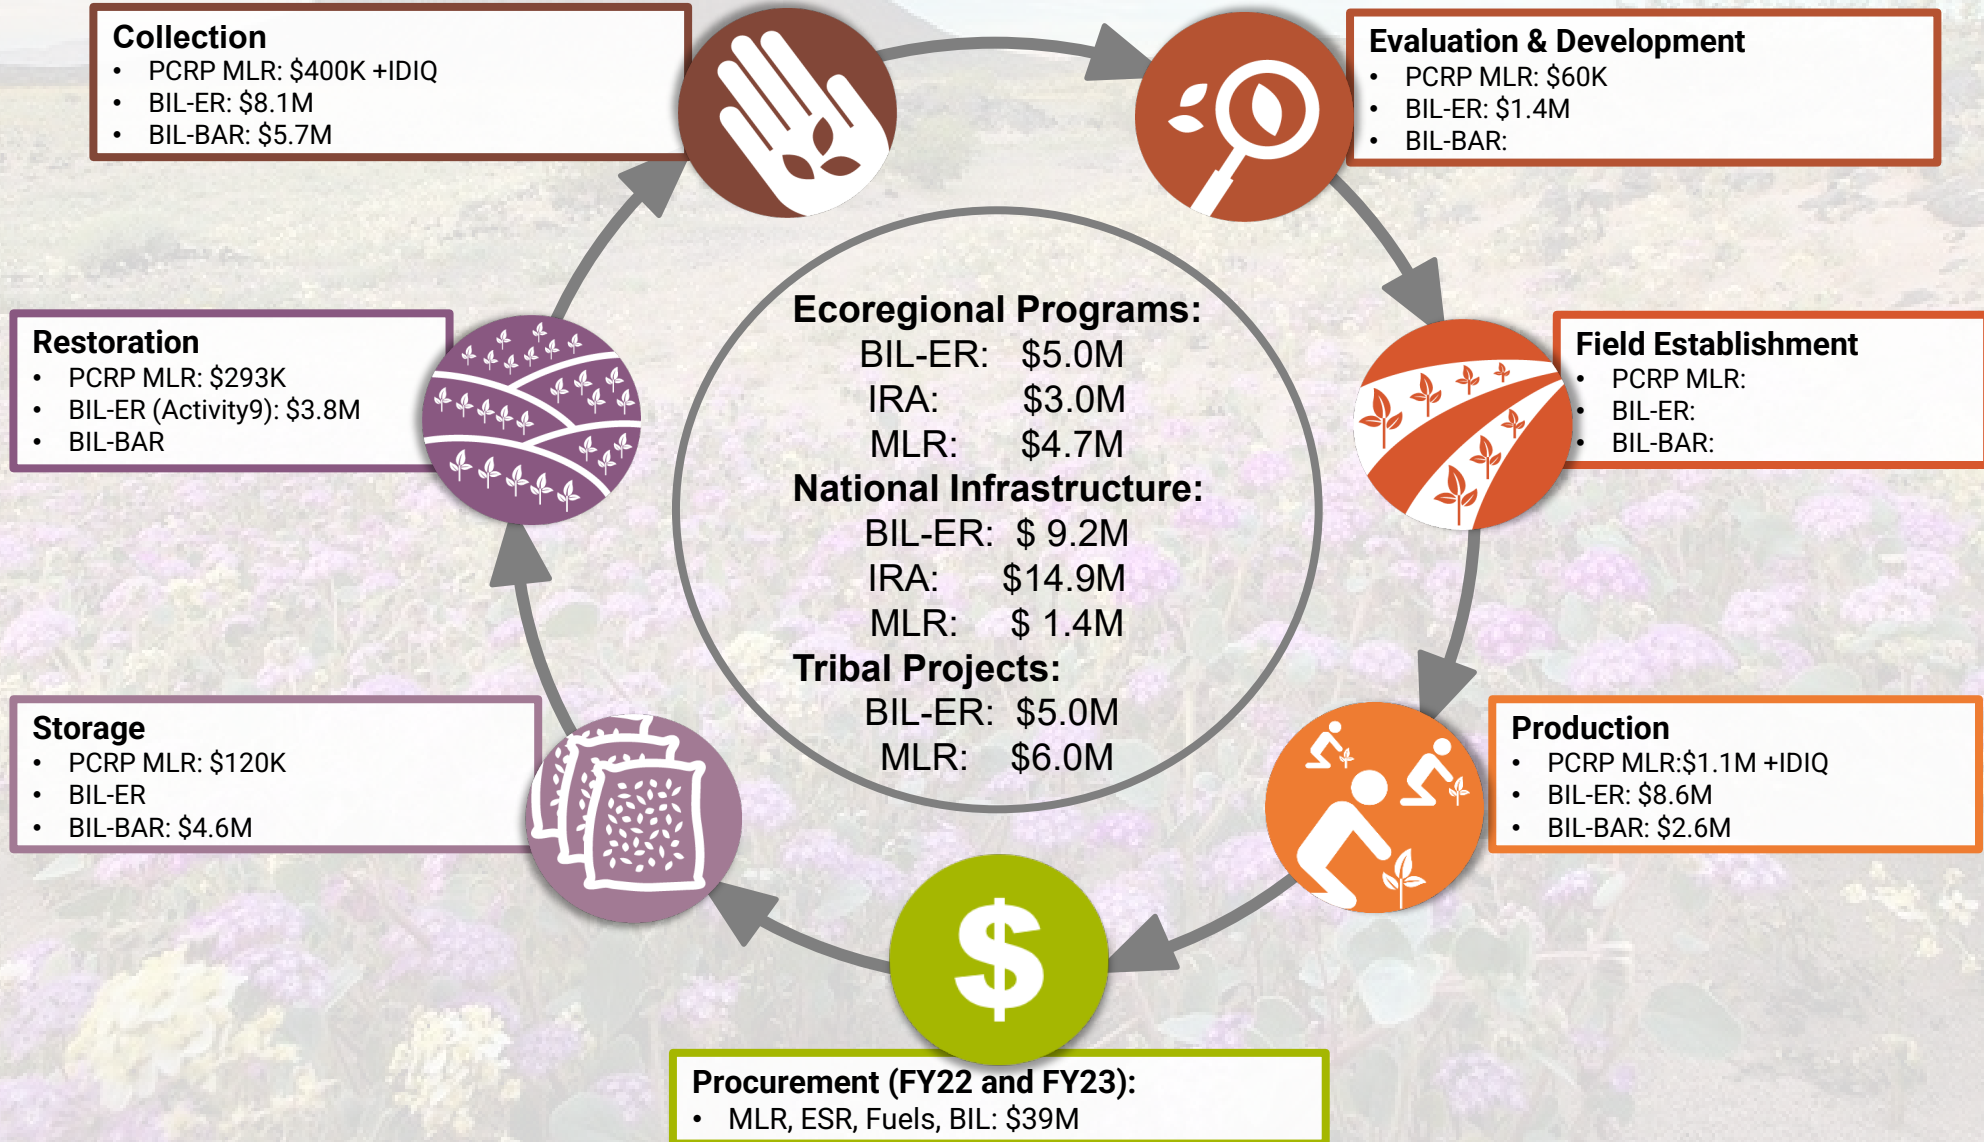 Collection
• PCRP MLR: $400K +IDIQ
• BIL-ER: $8.1M
• BIL-BAR: $5.7M
Evaluation & Development
• PCRP MLR: $60K
• BIL-ER: $1.4M
• BIL-BAR:
Field Establishment
• PCRP MLR:
• BIL-ER:
• BIL-BAR:
Production
• PCRP MLR:$1.1M +IDIQ
• BIL-ER: $8.6M
• BIL-BAR: $2.6M
$
Procurement (FY22 and FY23):
• MLR, ESR, Fuels, BIL: $39M
Storage
• PCRP MLR: $120K
• BIL-ER
• BIL-BAR: $4.6M
Restoration
• PCRP MLR: $293K
• BIL-ER (Activity9): $3.8M
• BIL-BAR
Ecoregional Programs:
BIL-ER: $5.0M
IRA: $3.0M
MLR: $4.7M
National Infrastructure:
BIL-ER: $ 9.2M
IRA: $14.9M
MLR: $ 1.4M
Tribal Projects:
BIL-ER: $5.0M
MLR: $6.0M